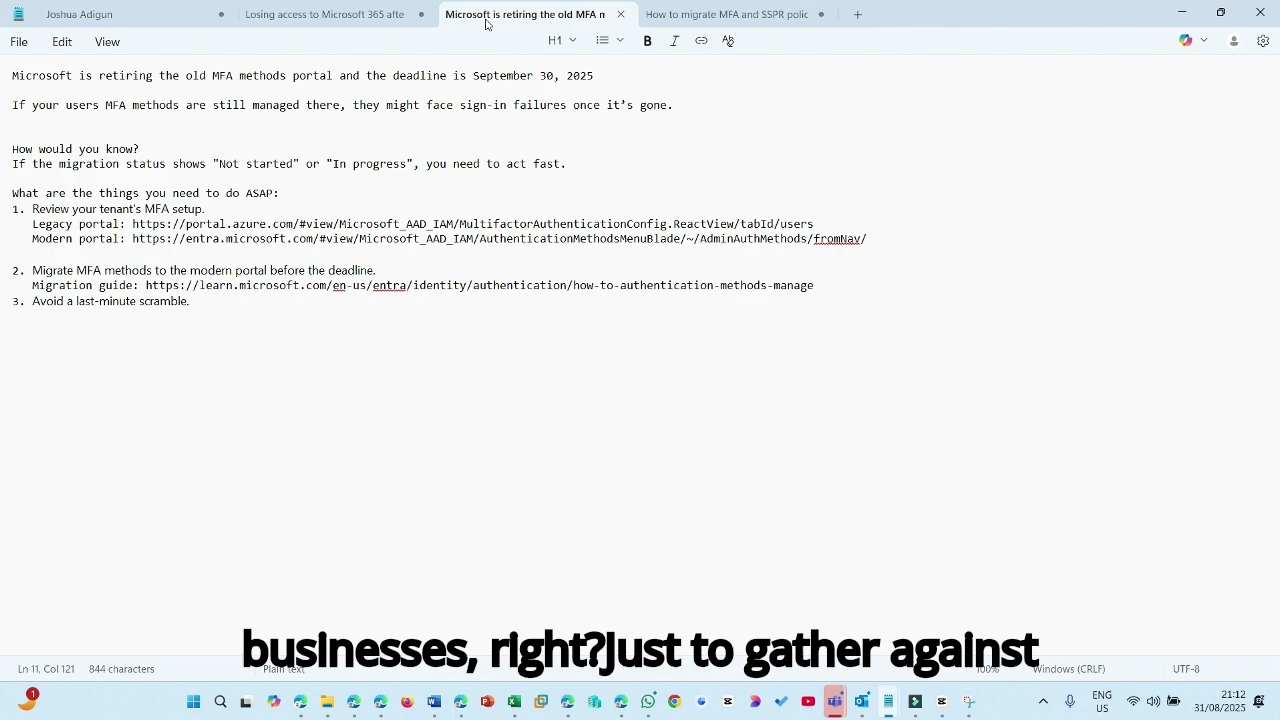 Joshua Adigun
Losing access to Microsoft 365 afte
Microsoft is retiring the old MFA n
How to migrate MFA and SSPR polic
File Edit View
H1
Microsoft is retiring the old MFA methods portal and the deadline is September 30, 2025
If your users MFA methods are still managed there, they might face sign-in failures once it’s gone.
How would you know?
If the migration status shows "Not started" or "In progress", you need to act fast.
What are the things you need to do ASAP:
1. Review your tenant's MFA setup.
Legacy portal: https://portal.azure.com/#view/Microsoft_AAD_IAM/MultifactorAuthenticationConfig.ReactView/tabId/users
Modern portal: https://entra.microsoft.com/#view/Microsoft_AAD_IAM/AuthenticationMethodsMenuBlade/~/AdminAuthMethods/fromNav/
2. Migrate MFA methods to the modern portal before the deadline.
Migration guide: https://learn.microsoft.com/en-us/entra/identity/authentication/how-to-authentication-methods-manage
3. Avoid a last-minute scramble.
businesses, right?Just to gather against
Ln 11, Col 121 844 characters Plain text 100% Windows (CRLF) UTF-8
1
ENG
US
21:12
31/08/2025